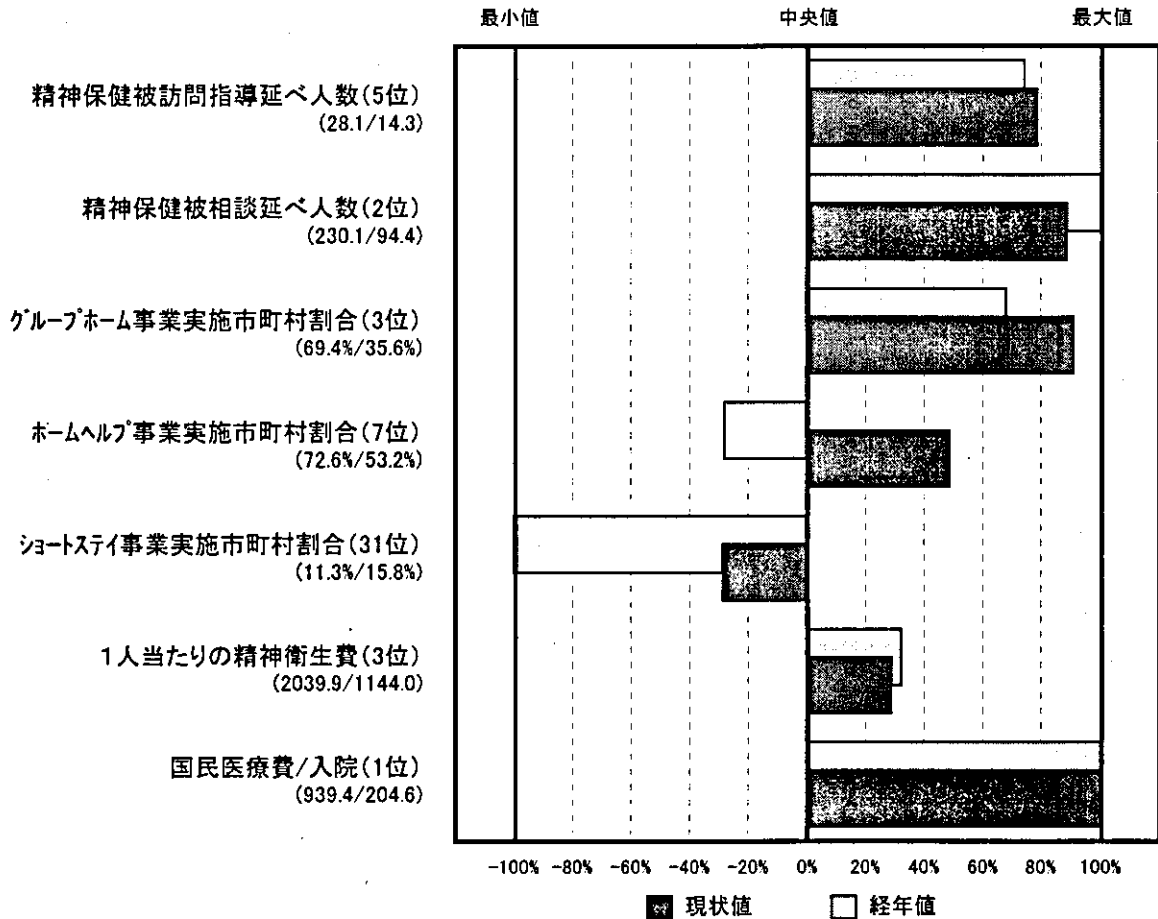 最小値 中央値 最大値
精神保健被訪問指導延べ人数(5位)
(28.1/14.3)
精神保健被相談延べ人数(2位)
(230.1/94.4)
グループホーム事業実施市町村割合(3位)
(69.4%/35.6%)
ホームヘルプ事業実施市町村割合(7位)
(72.6%/53.2%)
ショートステイ事業実施市町村割合(31位)
(11.3%/15.8%)
1人当たりの精神衛生費(3位)
(2039.9/1144.0)
国民医療費/入院(1位)
(939.4/204.6)
-100% -80% -60% -40% -20% 0% 20% 40% 60% 80% 100%
現状値 経年値